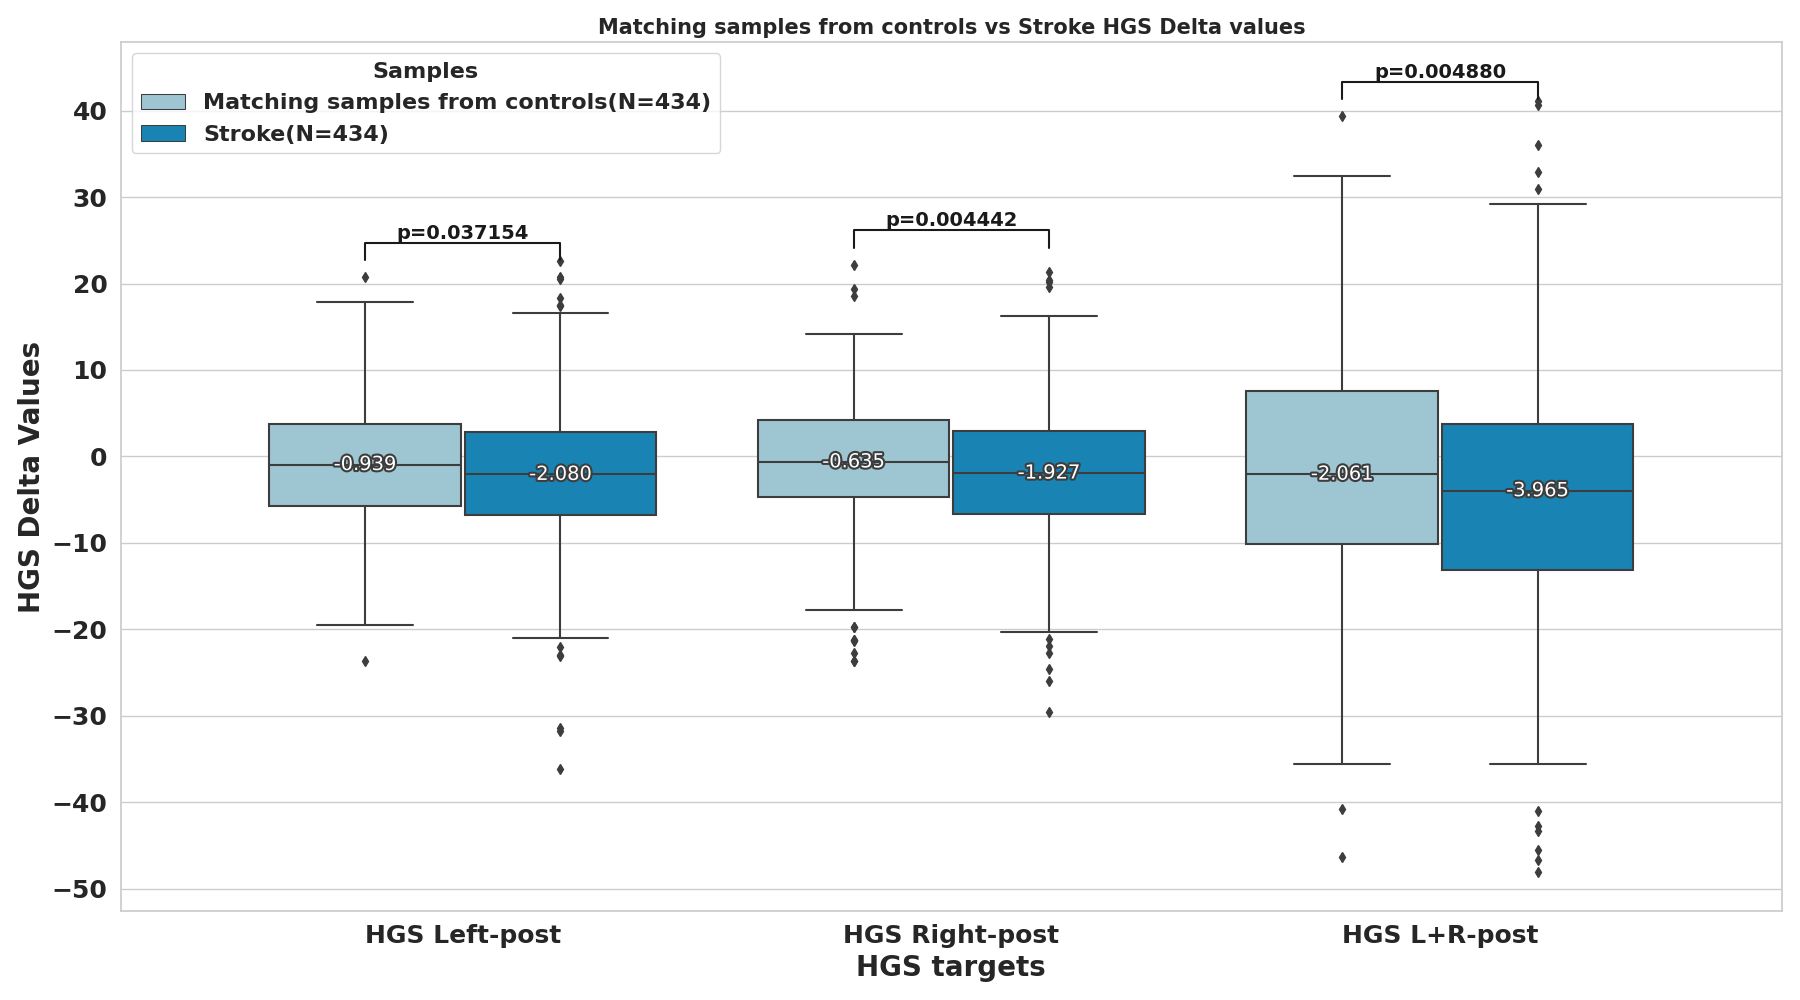 Matching samples from controls vs Stroke HGS Delta values
Samples
Matching samples from controls(N=434)
Stroke(N=434)
p=0.004880
p=0.004442
p=0.037154
HGS Delta Values
40
30
20
10
0
−10
−20
−30
−40
−50
-0.939
-2.080
-0.635
-1.927
-2.061
-3.965
HGS Left-post
HGS Right-post
HGS L+R-post
HGS targets